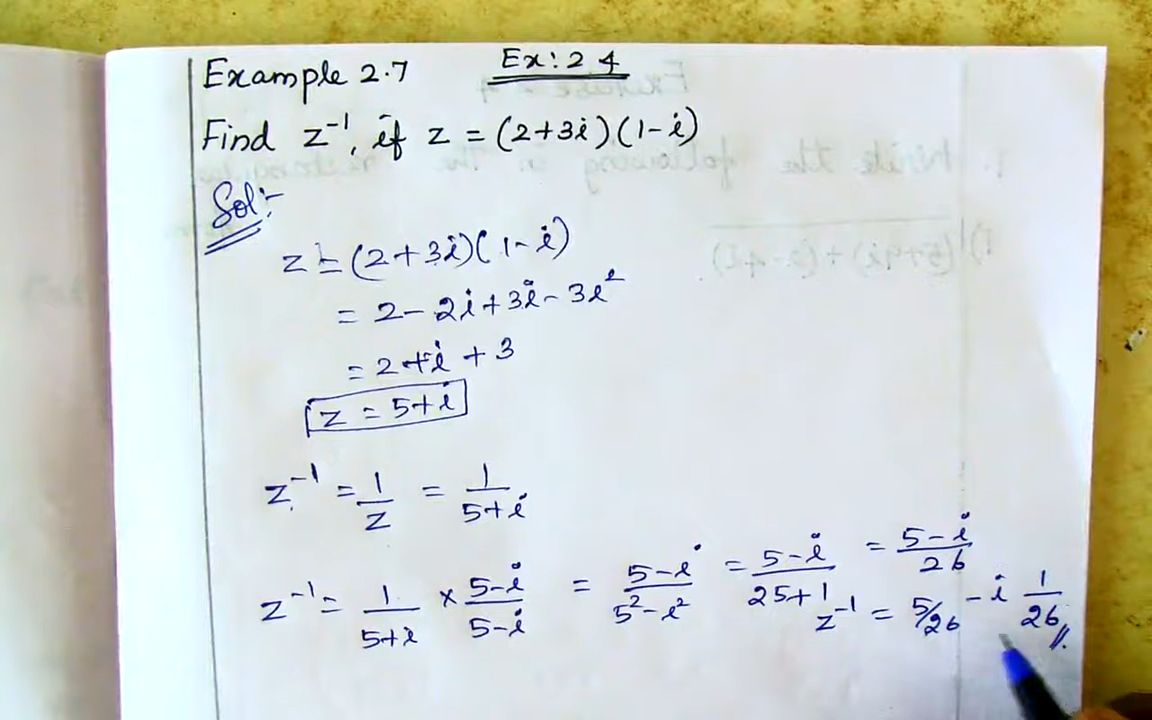 Example 2.7 Ex: 2.4
Find z⁻¹, if z = (2+3i)(1-i)
Sol:-
z = (2+3i)(1-i)
= 2 - 2i + 3i - 3i²
= 2 + i + 3
z = 5+i
z⁻¹ = 1/z = 1/(5+i)
z⁻¹ = 1/(5+i) × (5-i)/(5-i) = (5-i)/(5²-i²) = (5-i)/(25+1) = (5-i)/26
z⁻¹ = 5/26 - i 1/26 //.